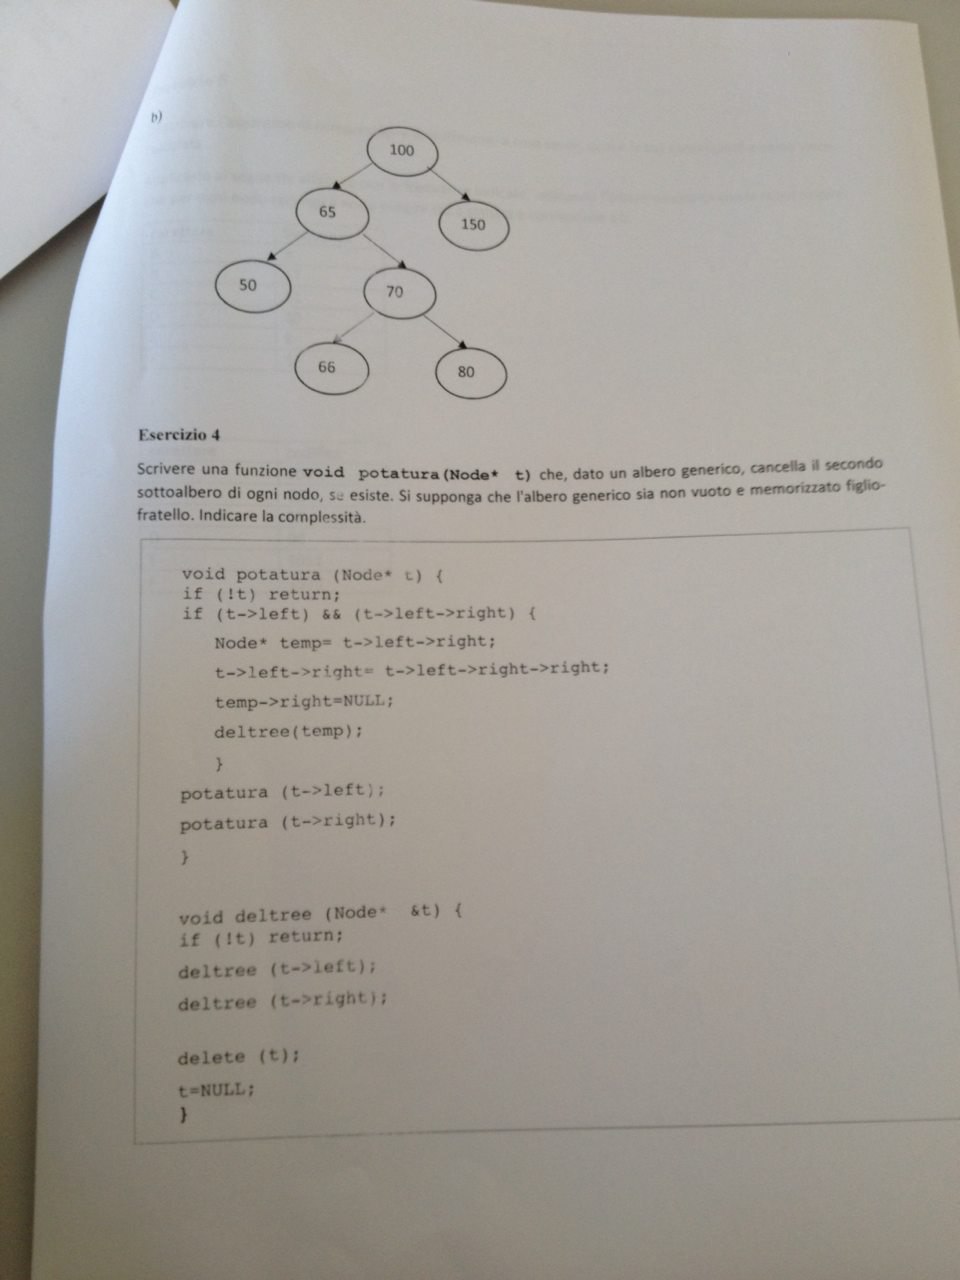 b)
100
65
150
50
70
66
80
Esercizio 4
Scrivere una funzione void potatura(Node* t) che, dato un albero generico, cancella il secondo
sottoalbero di ogni nodo, se esiste. Si supponga che l'albero generico sia non vuoto e memorizzato figlio-
fratello. Indicare la complessità.
void potatura (Node* t) {
if (!t) return;
if (t->left) && (t->left->right) {
Node* temp= t->left->right;
t->left->right= t->left->right->right;
temp->right=NULL;
deltree(temp);
}
potatura (t->left);
potatura (t->right);
}
void deltree (Node* &t) {
if (!t) return;
deltree (t->left);
deltree (t->right);
delete (t);
t=NULL;
}